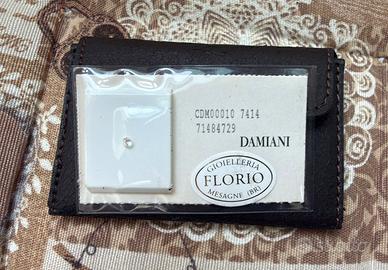 CDM00010 7414
71484729
DAMIANI
GIOIELLERIA
FLORIO
MESAGNE (BR)